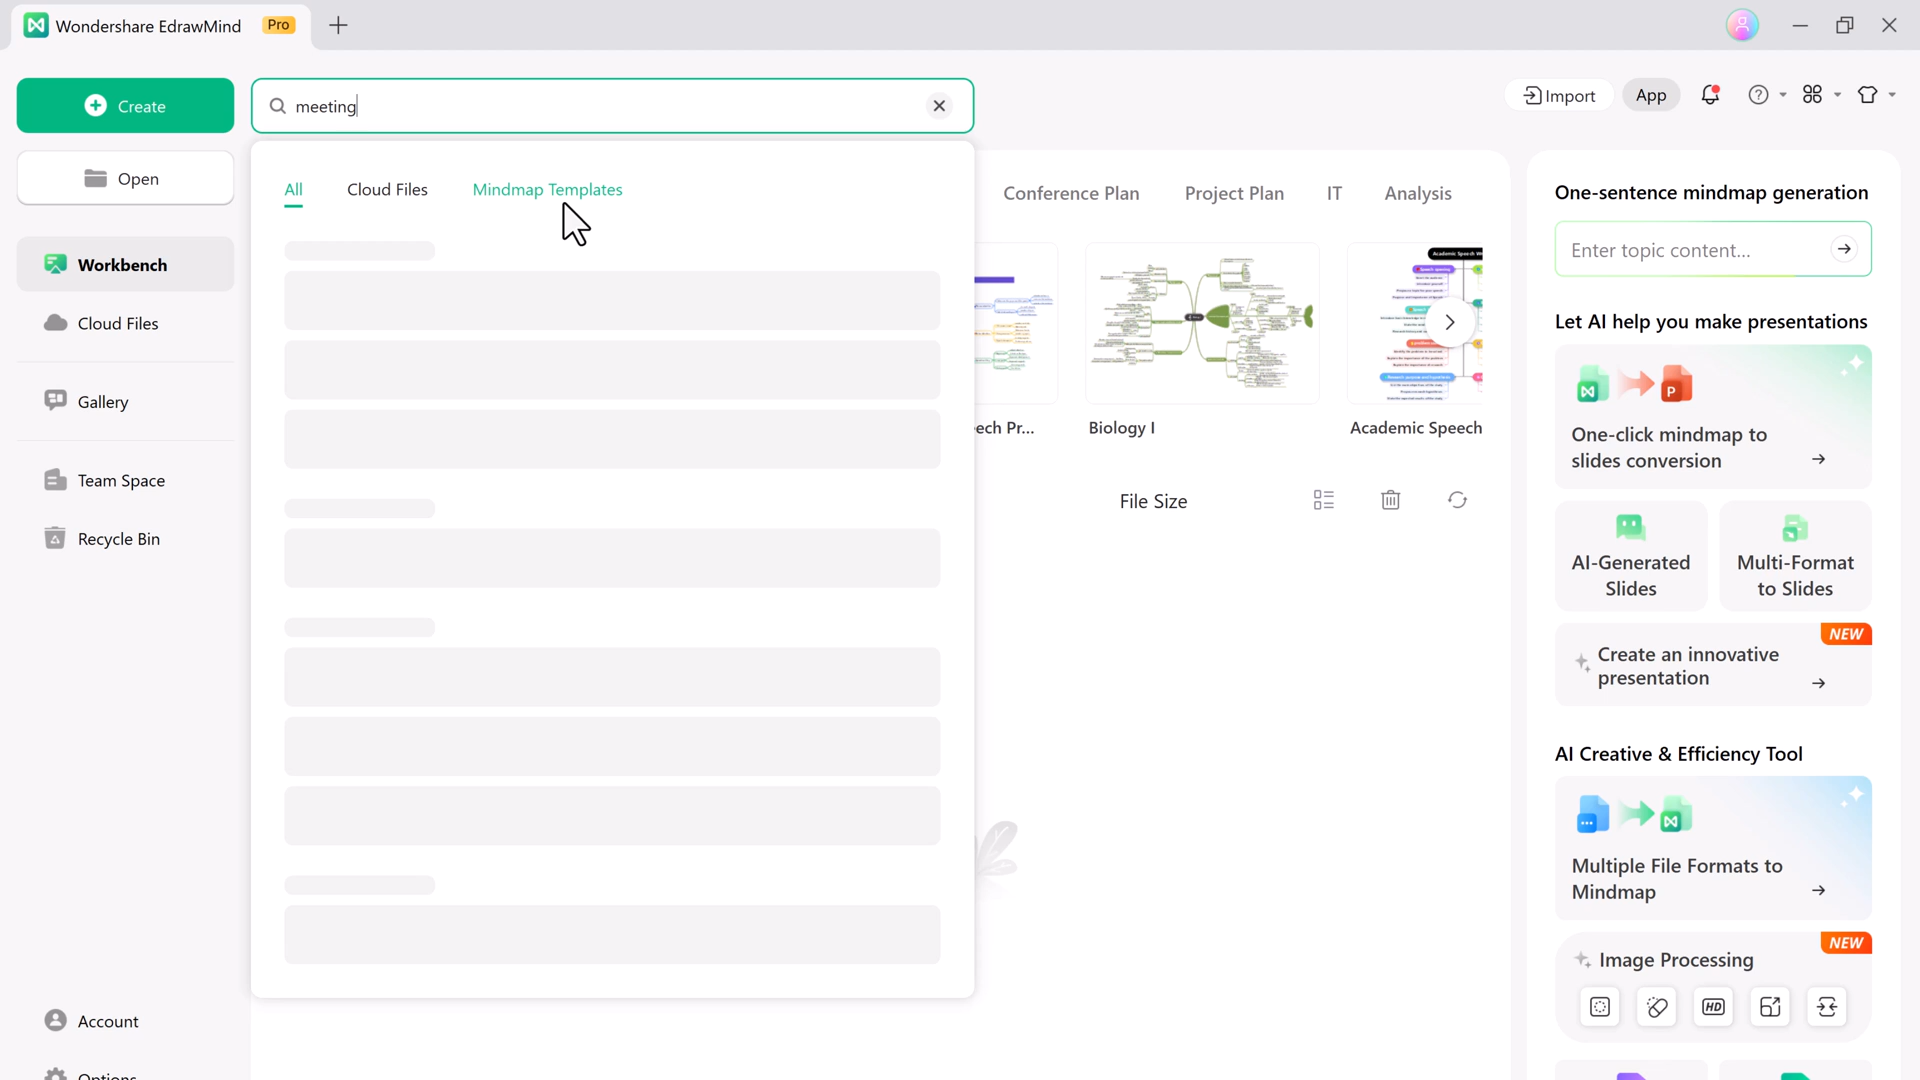 Wondershare EdrawMind Pro
Create
meeting
Import
App
Open
All
Cloud Files
Mindmap Templates
Conference Plan
Project Plan
IT
Analysis
One-sentence mindmap generation
Enter topic content...
Workbench
Cloud Files
Let AI help you make presentations
Academic Speech
Gallery
P
One-click mindmap to
slides conversion
ech Pr...
Biology I
Academic Speech
Team Space
File Size
Recycle Bin
AI-Generated
Slides
Multi-Format
to Slides
NEW
Create an innovative
presentation
AI Creative & Efficiency Tool
Multiple File Formats to
Mindmap
NEW
Image Processing
HD
Account
Options